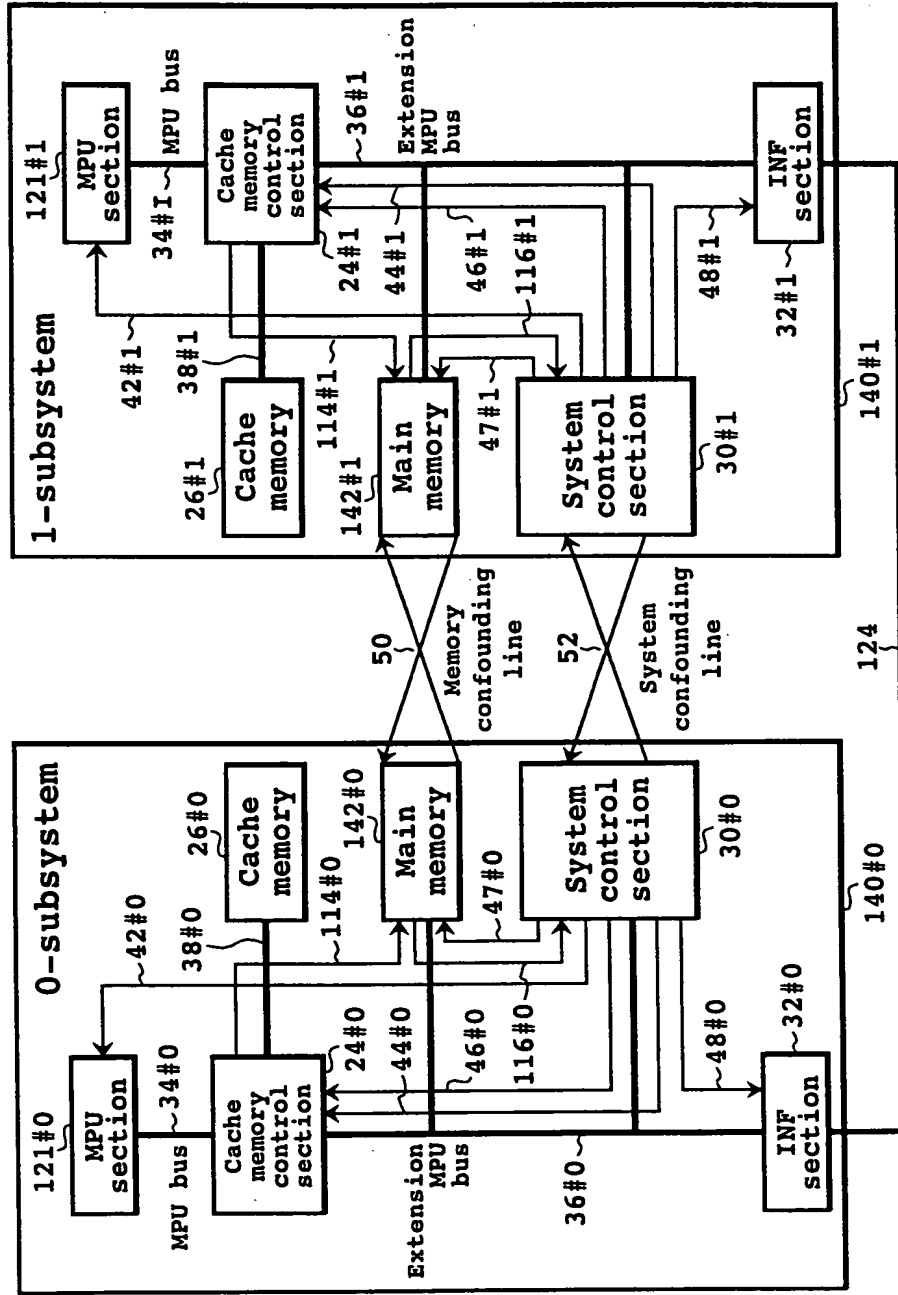 0-subsystem
121#0
MPU
section
34#0
MPU bus
42#0
38#0
26#0
Cache
memory
Cache
memory
control
section
24#0
114#0
142#0
Main
memory
44#0
46#0
47#0
116#0
Extension
MPU
bus
System
control
section
30#0
36#0
48#0
INF
section
32#0
140#0
50
Memory
confounding
line
52
System
confounding
line
124
1-subsystem
121#1
MPU
section
34#I
MPU bus
42#1
38#1
26#1
Cache
memory
Cache
memory
control
section
24#1
36#1
114#1
142#1
Main
memory
44#1
46#1
116#1
47#1
Extension
MPU
bus
System
control
section
30#1
48#1
INF
section
32#1
140#1